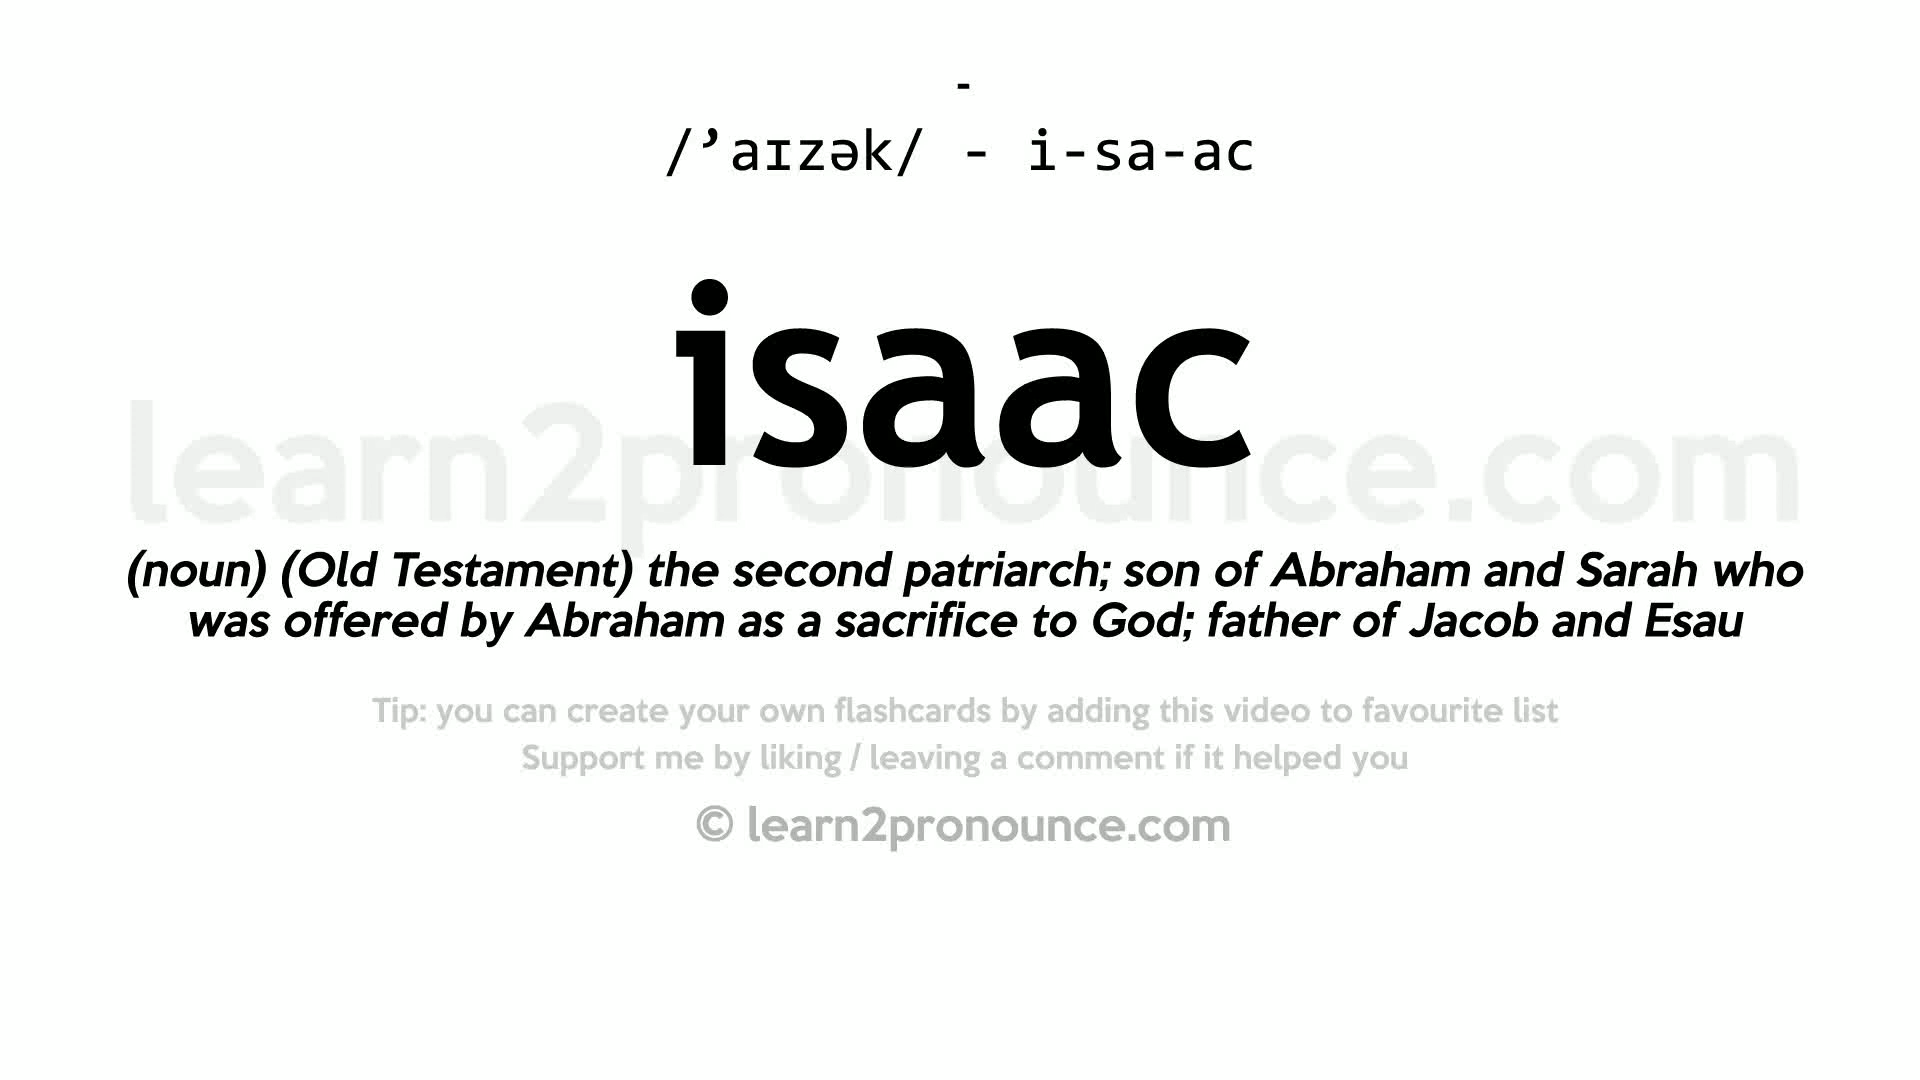 -
/ʼaɪzək/ - i-sa-ac
isaac
learn2pronounce.com
(noun) (Old Testament) the second patriarch; son of Abraham and Sarah who
was offered by Abraham as a sacrifice to God; father of Jacob and Esau
Tip: you can create your own flashcards by adding this video to favourite list
Support me by liking / leaving a comment if it helped you
© learn2pronounce.com